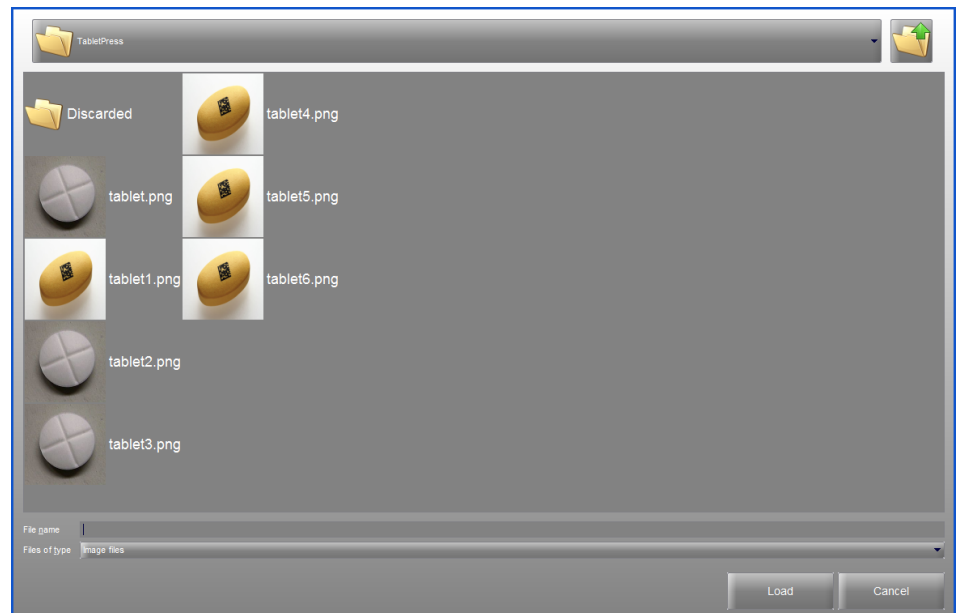 TabletPress
Discarded
tablet.png
tablet1.png
tablet2.png
tablet3.png
tablet4.png
tablet5.png
tablet6.png
File name
Files of type image files
Load Cancel